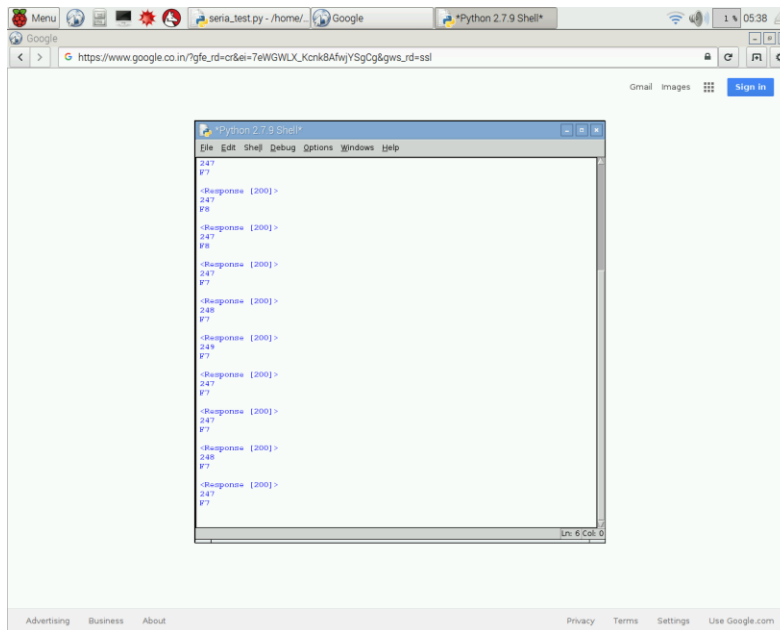 Menu seria_test.py - /home/... Google *Python 2.7.9 Shell* 1 % 05:38
Google
G https://www.google.co.in/?gfe_rd=cr&ei=7eWGWLX_Kcnk8AfwjYSgCg&gws_rd=ssl
Gmail Images Sign in
*Python 2.7.9 Shell*
File Edit Shell Debug Options Windows Help
247
F7
<Response [200]>
247
F8
<Response [200]>
247
F8
<Response [200]>
247
F7
<Response [200]>
248
F7
<Response [200]>
249
F7
<Response [200]>
247
F7
<Response [200]>
247
F7
<Response [200]>
248
F7
<Response [200]>
247
F7
Ln: 6 Col: 0
Advertising Business About Privacy Terms Settings Use Google.com